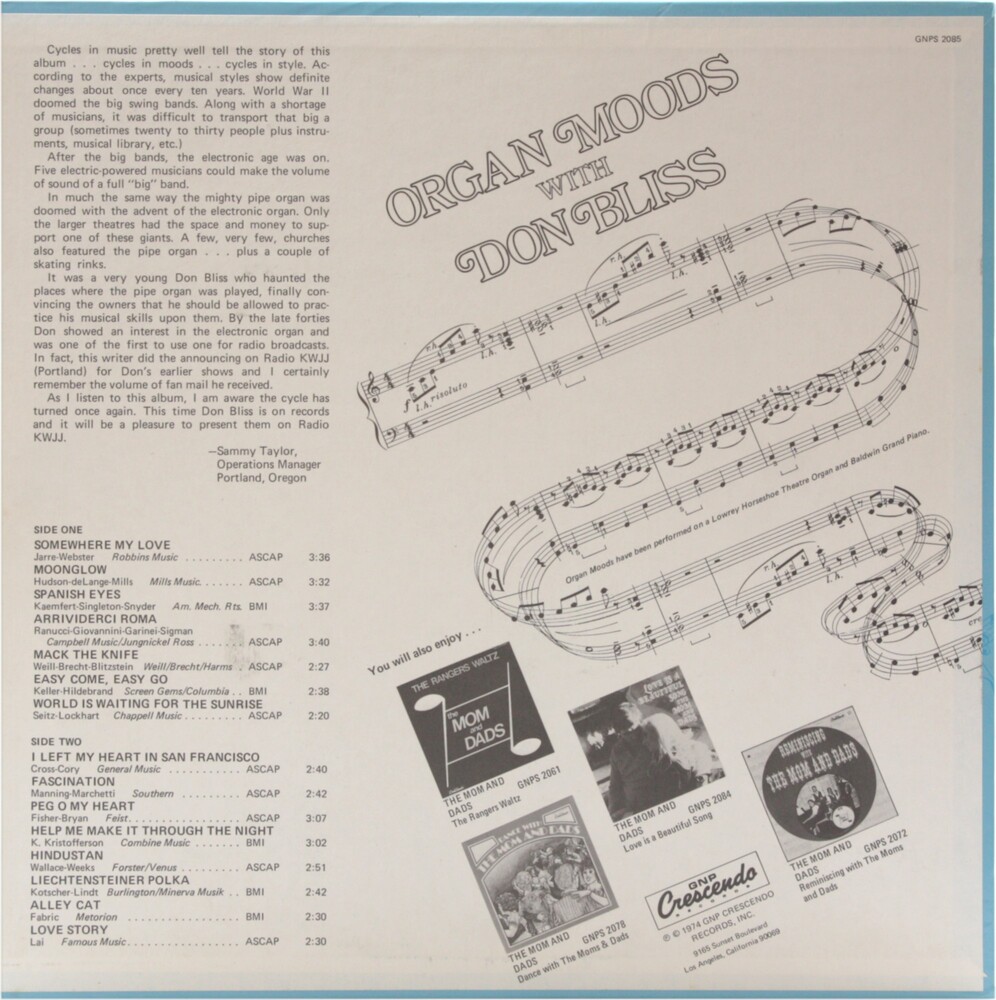 GNPS 2085
Cycles in music pretty well tell the story of this
album . . . cycles in moods . . . cycles in style. Ac-
cording to the experts, musical styles show definite
changes about once every ten years. World War II
doomed the big swing bands. Along with a shortage
of musicians, it was difficult to transport that big a
group (sometimes twenty to thirty people plus instru-
ments, musical library, etc.)
After the big bands, the electronic age was on.
Five electric-powered musicians could make the volume
of sound of a full "big" band.
In much the same way the mighty pipe organ was
doomed with the advent of the electronic organ. Only
the larger theatres had the space and money to sup-
port one of these giants. A few, very few, churches
also featured the pipe organ . . . plus a couple of
skating rinks.
It was a very young Don Bliss who haunted the
places where the pipe organ was played, finally con-
vincing the owners that he should be allowed to prac-
tice his musical skills upon them. By the late forties
Don showed an interest in the electronic organ and
was one of the first to use one for radio broadcasts.
In fact, this writer did the announcing on Radio KWJJ
(Portland) for Don's earlier shows and I certainly
remember the volume of fan mail he received.
As I listen to this album, I am aware the cycle has
turned once again. This time Don Bliss is on records
and it will be a pleasure to present them on Radio
KWJJ.
—Sammy Taylor,
Operations Manager
Portland, Oregon
SIDE ONE
SOMEWHERE MY LOVE
Jarre-Webster Robbins Music . . . . . . . . . ASCAP 3:36
MOONGLOW
Hudson-deLange-Mills Mills Music. . . . . . . ASCAP 3:32
SPANISH EYES
Kaemfert-Singleton-Snyder Am. Mech. Rts. BMI 3:37
ARRIVIDERCI ROMA
Ranucci-Giovannini-Garinei-Sigman
Campbell Music/Jungnickel Ross . . . . . . . . ASCAP 3:40
MACK THE KNIFE
Weill-Brecht-Blitzstein Weill/Brecht/Harms . ASCAP 2:27
EASY COME, EASY GO
Keller-Hildebrand Screen Gems/Columbia . . BMI 2:38
WORLD IS WAITING FOR THE SUNRISE
Seitz-Lockhart Chappell Music . . . . . . . . . ASCAP 2:20
SIDE TWO
I LEFT MY HEART IN SAN FRANCISCO
Cross-Cory General Music . . . . . . . . . . . ASCAP 2:40
FASCINATION
Manning-Marchetti Southern . . . . . . . . . ASCAP 2:42
PEG O MY HEART
Fisher-Bryan Feist. . . . . . . . . . . . . . . . ASCAP 3:07
HELP ME MAKE IT THROUGH THE NIGHT
K. Kristofferson Combine Music . . . . . . . BMI 3:02
HINDUSTAN
Wallace-Weeks Forster/Venus . . . . . . . . . ASCAP 2:51
LIECHTENSTEINER POLKA
Kotscher-Lindt Burlington/Minerva Musik . . BMI 2:42
ALLEY CAT
Fabric Metorion . . . . . . . . . . . . . . . . BMI 2:30
LOVE STORY
Lai Famous Music. . . . . . . . . . . . . . . . ASCAP 2:30
ORGAN MOODS
WITH
DON BLISS
r.h.
l.h.
f
l.h. risoluto
r.h.
l.h.
l.h.
Organ Moods have been performed on a Lowrey Horseshoe Theatre Organ and Baldwin Grand Piano.
r.h.
l.h.
cre
You will also enjoy . . .
THE RANGERS WALTZ
the
MOM
and
DADS
THE MOM AND
DADS GNPS 2061
The Rangers Waltz
LOVE IS A
BEAUTIFUL
SONG
THE MOM AND
DADS GNPS 2084
Love is a Beautiful Song
REMINISCING
WITH
THE MOM AND DADS
THE MOM AND
DADS GNPS 2072
Reminiscing with The Moms
and Dads
DANCE WITH
THE MOM AND DADS
THE MOM AND
DADS GNPS 2078
Dance with The Moms & Dads
GNP
Crescendo
RECORDS
℗ © 1974 GNP CRESCENDO
RECORDS, INC.
9165 Sunset Boulevard
Los Angeles, California 90069